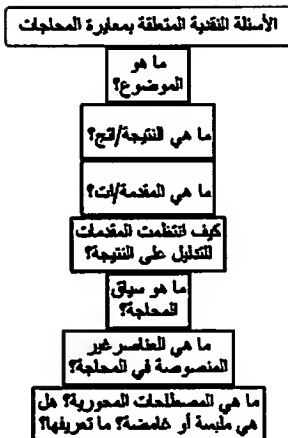 الأسئلة النقدية المتعلقة بمعايرة المحاجات
ما هو
الموضوع؟
ما هي النتيجة/ائج؟
ما هي المقدمة/ات؟
كيف انتظمت المقدمات
للتدليل على النتيجة؟
ما هو سياق
المحاجة؟
ما هي العناصر غير
المنصوصة في المحاجة؟
ما هي المصطلحات المحورية؟ هل
هي ملبسة أو غامضة؟ ما تعريفها؟